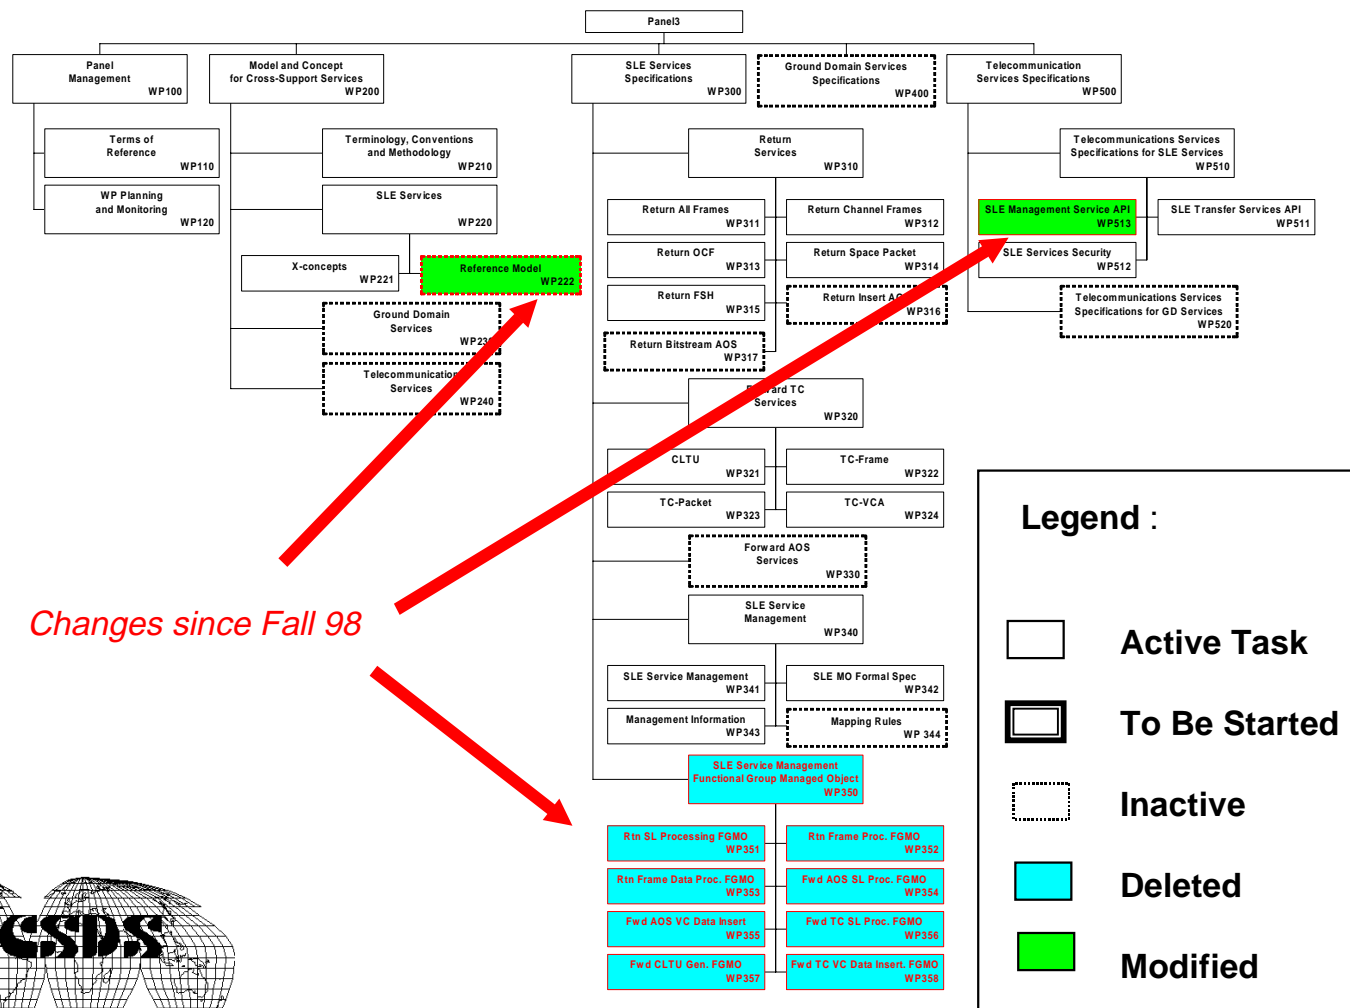 Panel3
Panel
Management
WP100
Model and Concept
for Cross-Support Services
WP200
SLE Services
Specifications
WP300
Ground Domain Services
Specifications
WP400
Telecommunication
Services Specifications
WP500
Terms of
Reference
WP110
WP Planning
and Monitoring
WP120
Terminology, Conventions
and Methodology
WP210
SLE Services
WP220
X-concepts
WP221
Reference Model
WP222
Ground Domain
Services
Telecommunication
Services
WP240
Return
Services
WP310
Return All Frames
WP311
Return Channel Frames
WP312
Return OCF
WP313
Return Space Packet
WP314
Return FSH
WP315
Return Insert
WP316
Return Bitstream AOS
WP317
TC
Services
WP320
CLTU
WP321
TC-Frame
WP322
TC-Packet
WP323
TC-VCA
WP324
Forward AOS
Services
WP330
SLE Service
Management
WP340
SLE Service Management
WP341
SLE MO Formal Spec
WP342
Management Information
WP343
Mapping Rules
WP 344
SLE Service Management
Functional Group Managed Object
WP350
Rtn SL Processing FGMO
WP351
Rtn Frame Proc. FGMO
WP352
Rtn Frame Data Proc. FGMO
WP353
Fwd AOS SL Proc. FGMO
WP354
Fwd AOS VC Data Insert
WP355
Fwd TC SL Proc. FGMO
WP356
Fwd CLTU Gen. FGMO
WP357
Fwd TC VC Data Insert. FGMO
WP358
Telecommunications Services
Specifications for SLE Services
WP510
SLE Management Service API
WP513
SLE Transfer Services API
WP511
SLE Services Security
WP512
Telecommunications Services
Specifications for GD Services
WP520
Changes since Fall 98
Legend :
Active Task
To Be Started
Inactive
Deleted
Modified
CSDS